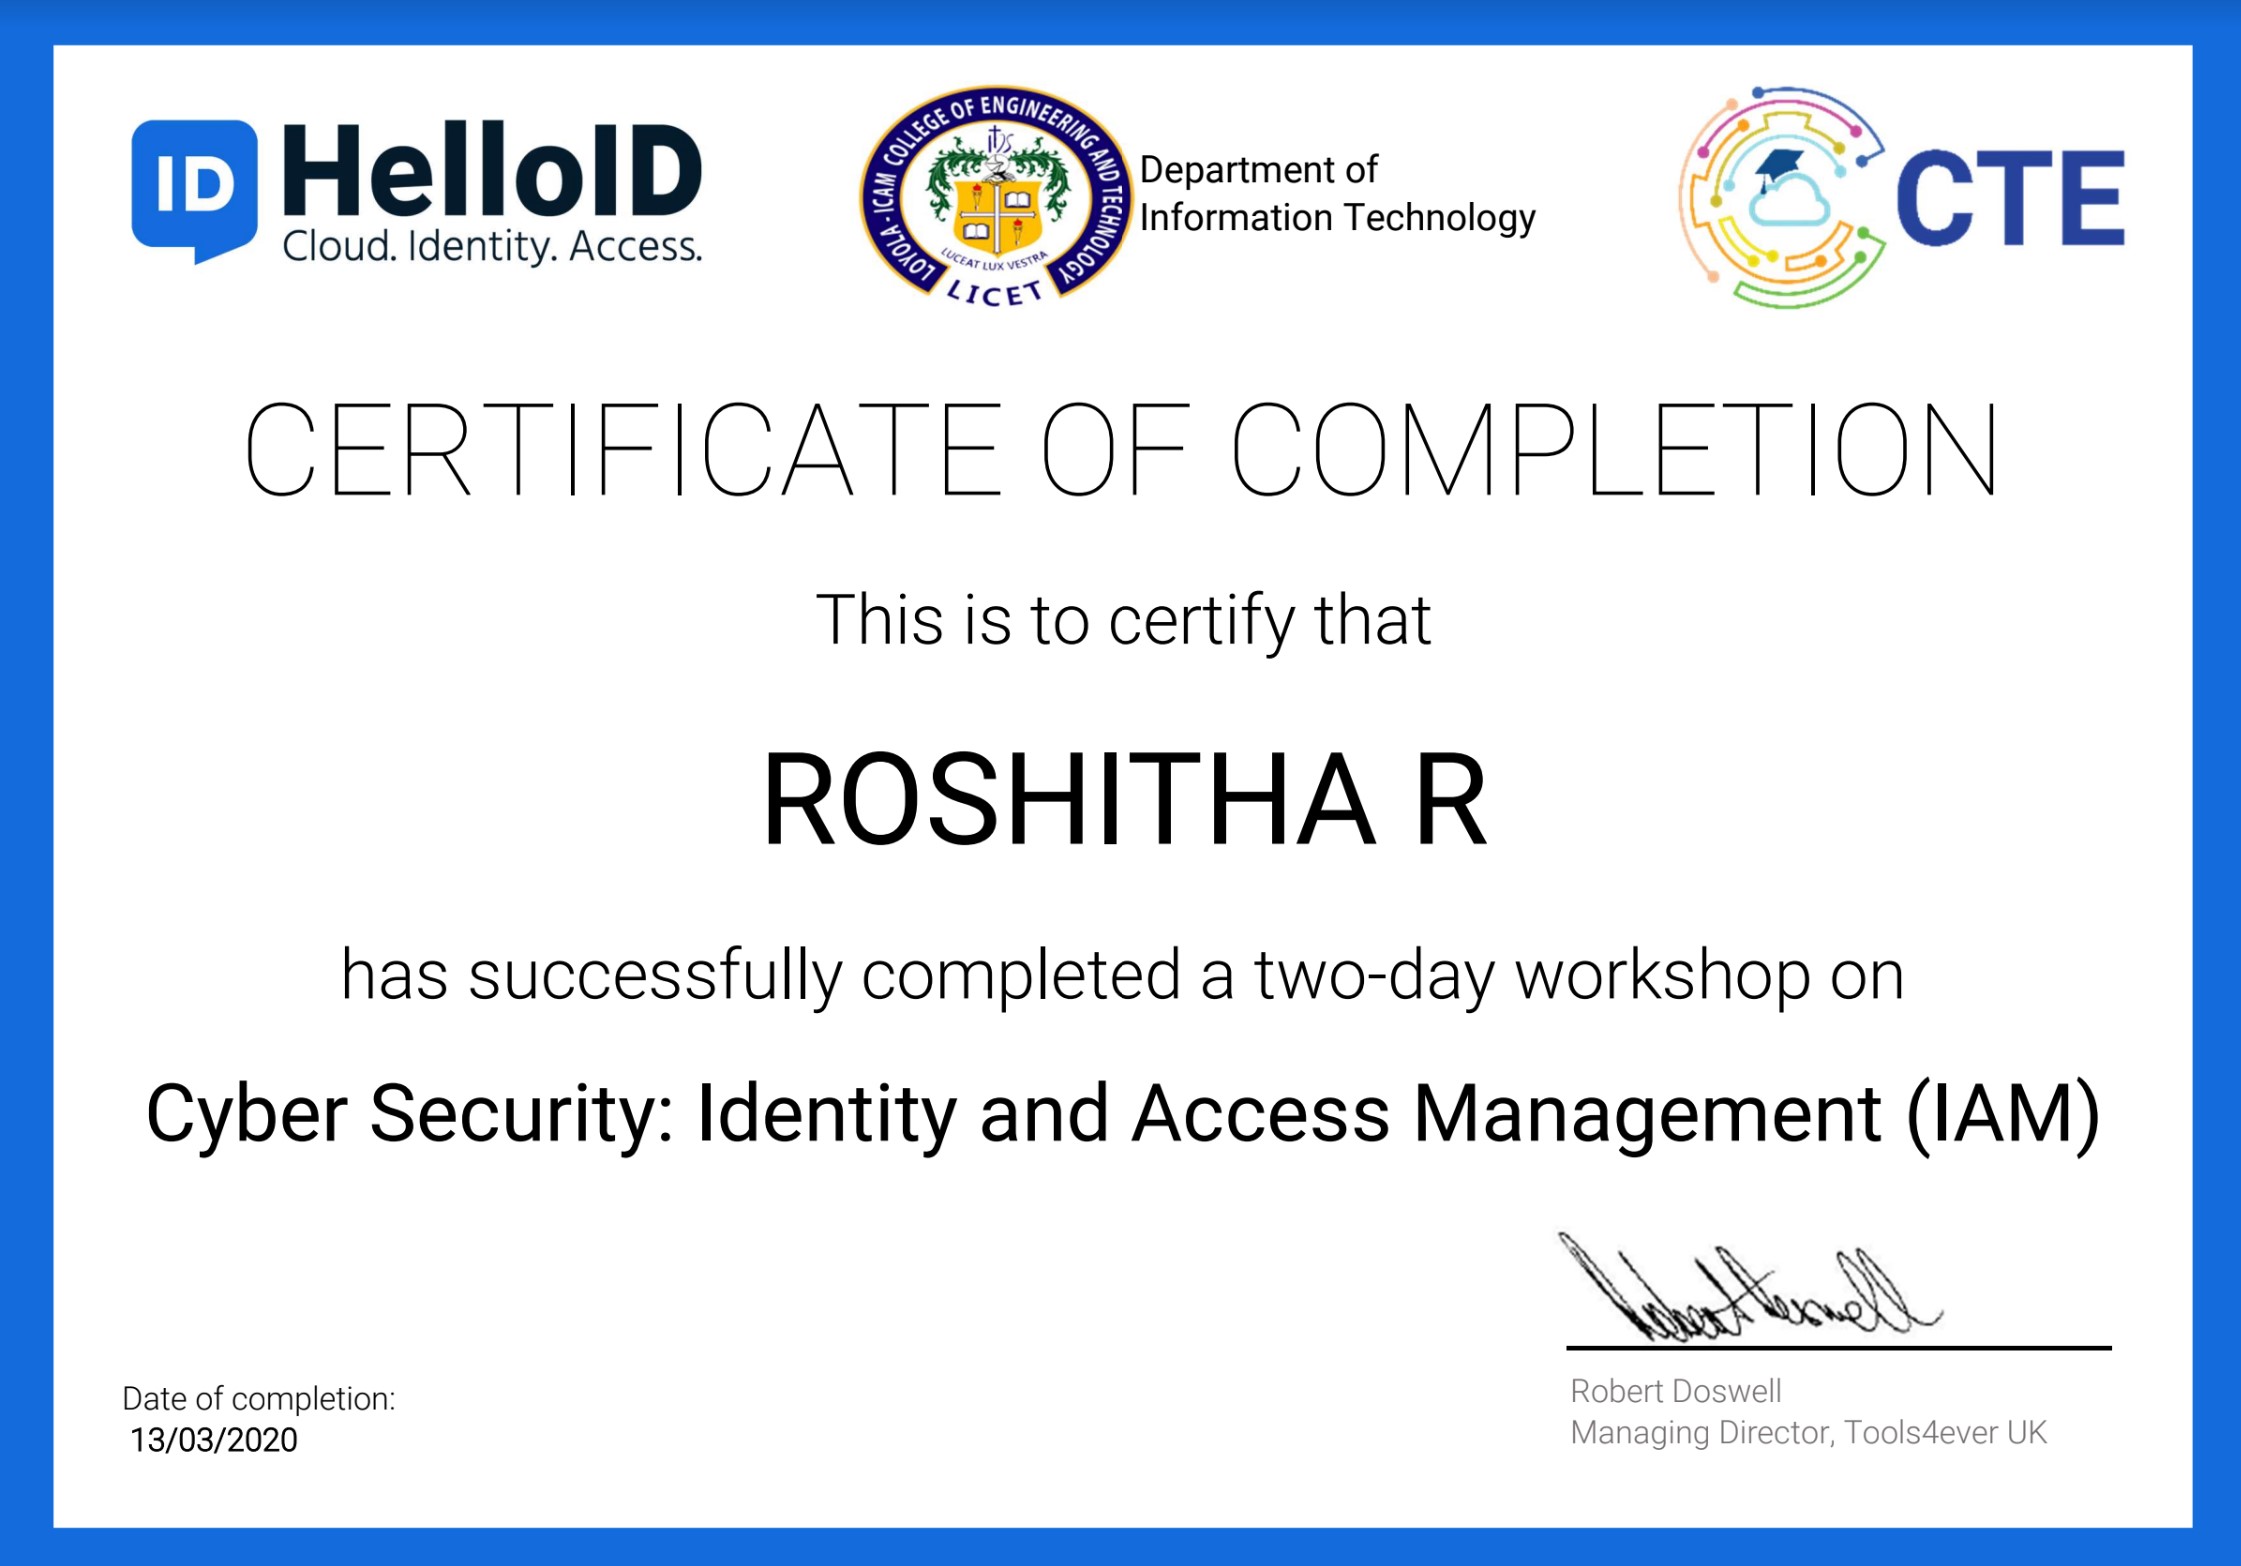 ID HelloID
Cloud. Identity. Access.
LOYOLA - ICAM COLLEGE OF ENGINEERING AND TECHNOLOGY
LUCEAT LUX VESTRA
LICET
Department of
Information Technology
CTE
CERTIFICATE OF COMPLETION
This is to certify that
ROSHITHA R
has successfully completed a two-day workshop on
Cyber Security: Identity and Access Management (IAM)
Date of completion:
13/03/2020
Robert Doswell
Managing Director, Tools4ever UK